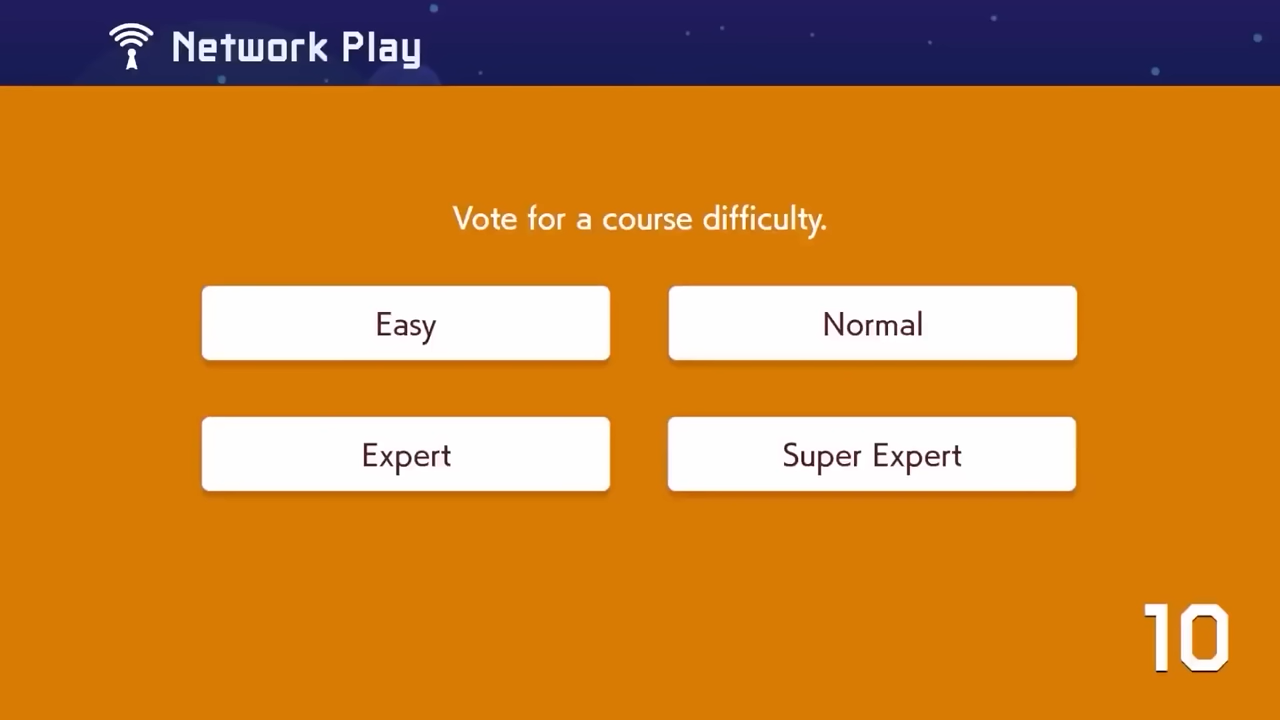 Network Play
Vote for a course difficulty.
Easy
Normal
Expert
Super Expert
10